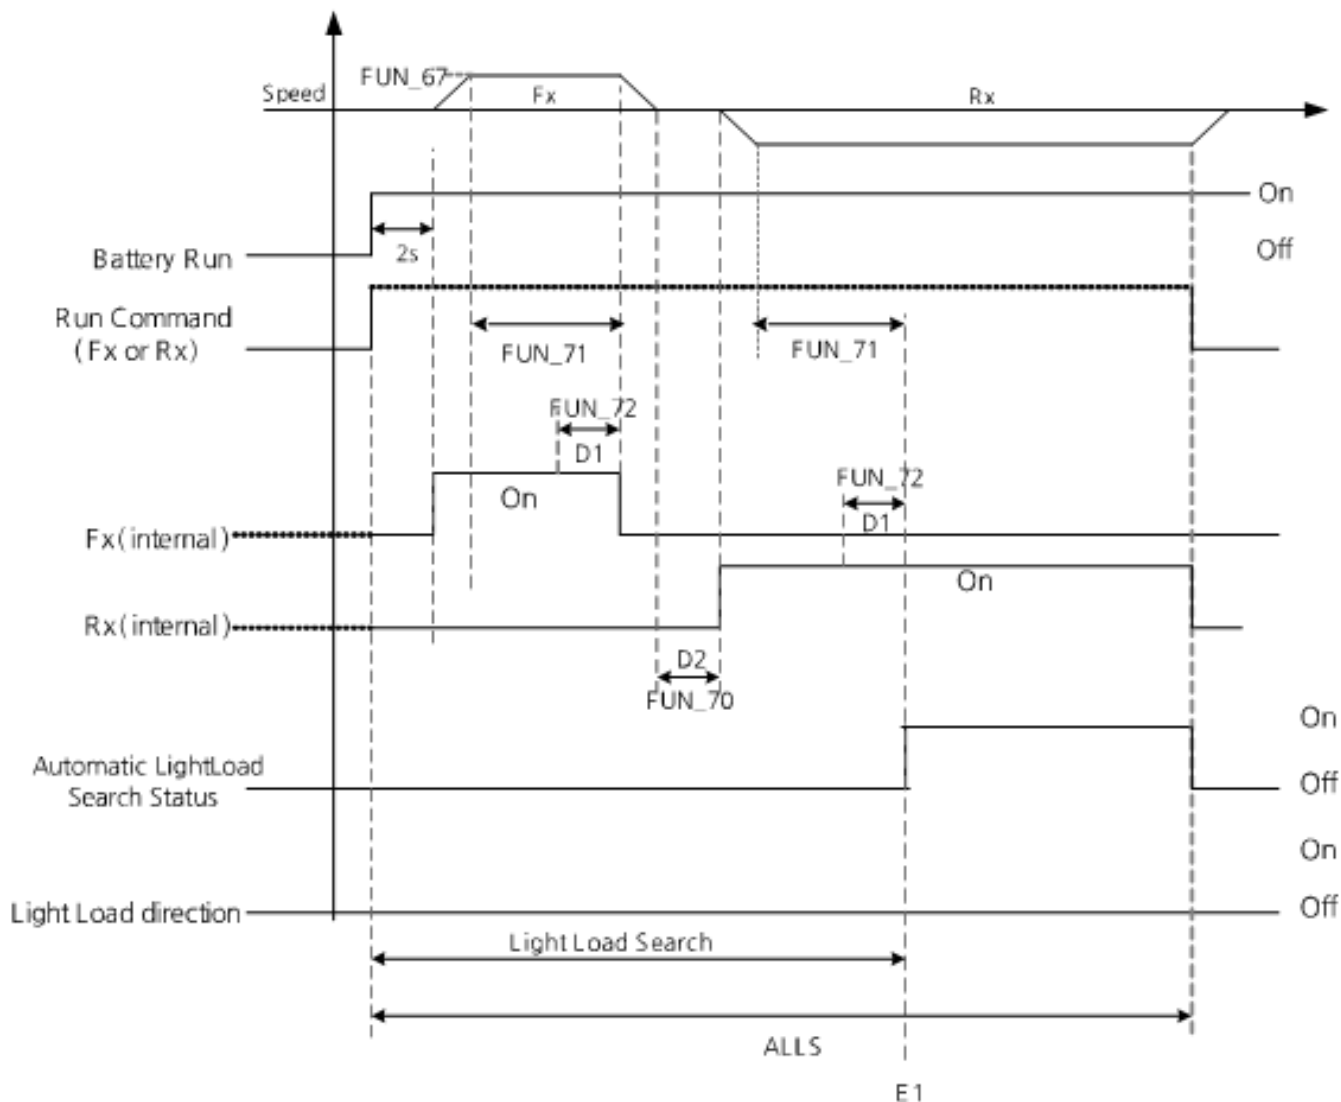 FUN_67
Speed
Fx
Rx
On
2s
Off
Battery Run
Run Command
(Fx or Rx)
FUN_71
FUN_71
FUN_72
D1
FUN_72
On
D1
Fx(internal)
On
Rx(internal)
D2
FUN_70
On
Automatic LightLoad
Search Status
Off
On
Light Load direction
Off
Light Load Search
ALLS
E1